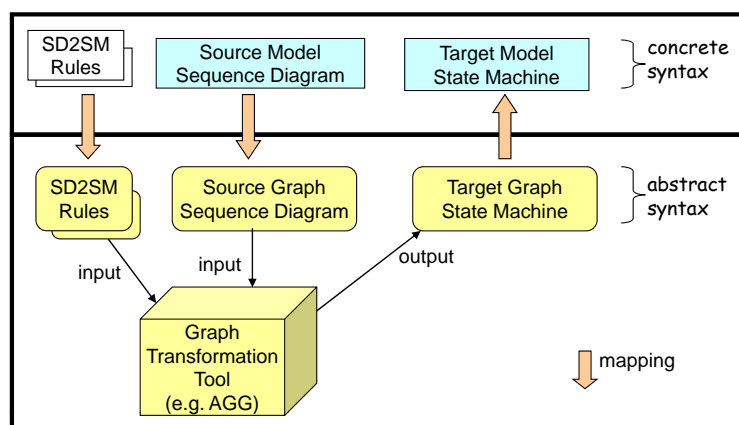 SD2SM
Rules
Source Model
Sequence Diagram
Target Model
State Machine
concrete
syntax
SD2SM
Rules
Source Graph
Sequence Diagram
Target Graph
State Machine
abstract
syntax
input
input
output
Graph
Transformation
Tool
(e.g. AGG)
mapping